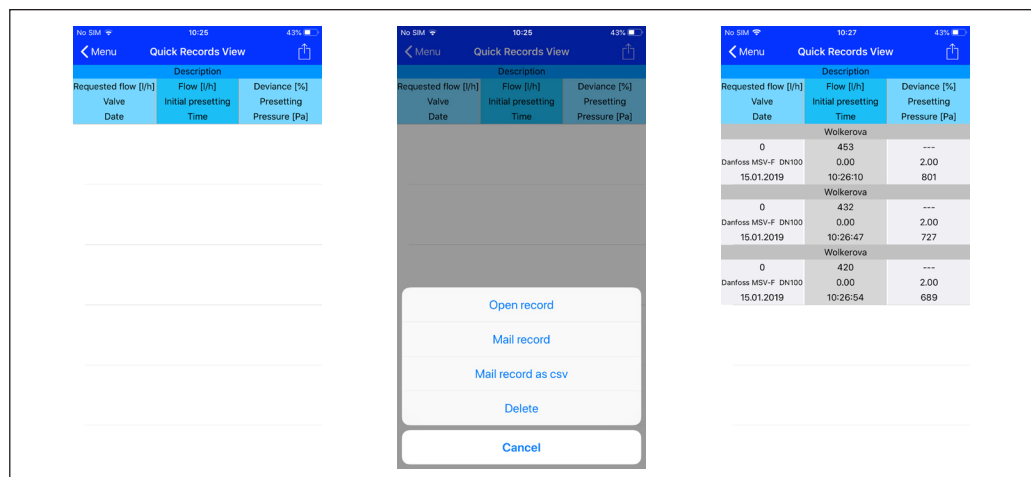 No SIM 10:25 43%
Menu Quick Records View
Description
Requested flow [l/h] Flow [l/h] Deviance [%]
Valve Initial presetting Presetting
Date Time Pressure [Pa]
No SIM 10:25 43%
Menu Quick Records View
Description
Requested flow [l/h] Flow [l/h] Deviance [%]
Valve Initial presetting Presetting
Date Time Pressure [Pa]
Open record
Mail record
Mail record as csv
Delete
Cancel
No SIM 10:27 43%
Menu Quick Records View
Description
Requested flow [l/h] Flow [l/h] Deviance [%]
Valve Initial presetting Presetting
Date Time Pressure [Pa]
Wolkerova
0 453 ---
Danfoss MSV-F DN100 0.00 2.00
15.01.2019 10:26:10 801
Wolkerova
0 432 ---
Danfoss MSV-F DN100 0.00 2.00
15.01.2019 10:26:47 727
Wolkerova
0 420 ---
Danfoss MSV-F DN100 0.00 2.00
15.01.2019 10:26:54 689